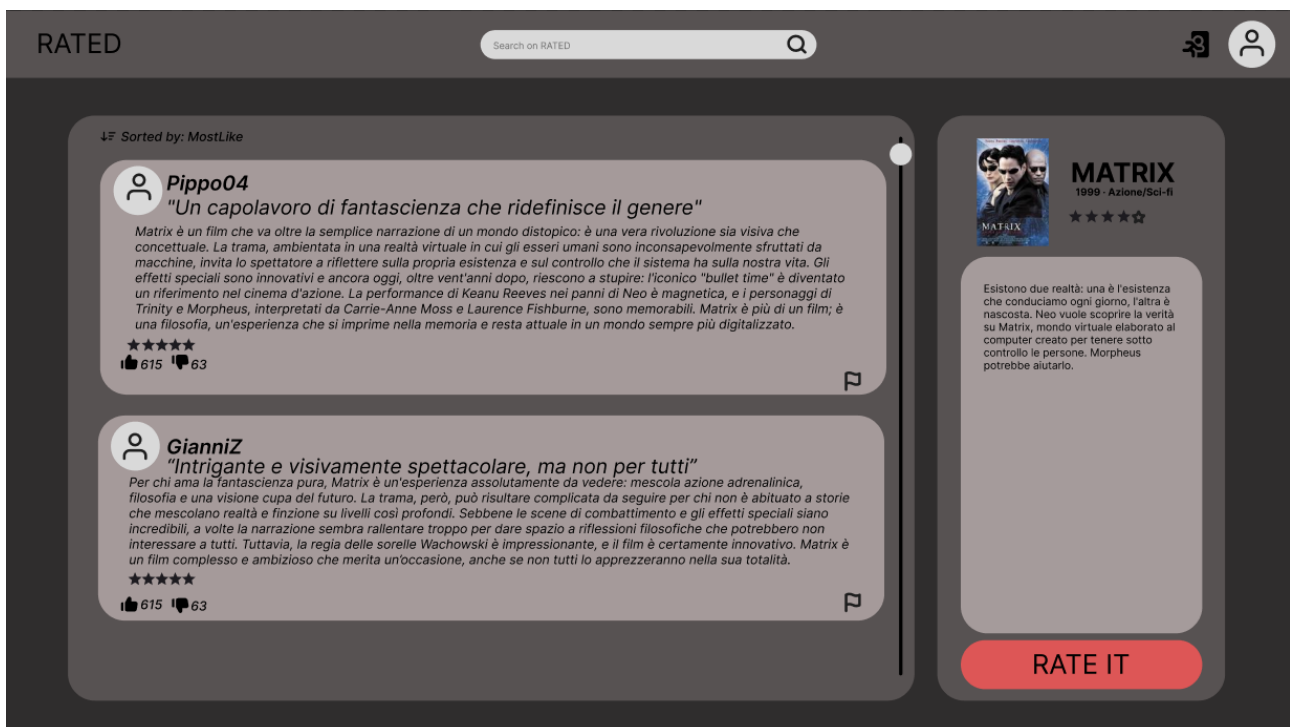 RATED
Search on RATED
Sorted by: MostLike
Pippo04
"Un capolavoro di fantascienza che ridefinisce il genere"
Matrix è un film che va oltre la semplice narrazione di un mondo distopico: è una vera rivoluzione sia visiva che
concettuale. La trama, ambientata in una realtà virtuale in cui gli esseri umani sono inconsapevolmente sfruttati da
macchine, invita lo spettatore a riflettere sulla propria esistenza e sul controllo che il sistema ha sulla nostra vita. Gli
effetti speciali sono innovativi e ancora oggi, oltre vent'anni dopo, riescono a stupire: l'iconico "bullet time" è diventato
un riferimento nel cinema d'azione. La performance di Keanu Reeves nei panni di Neo è magnetica, e i personaggi di
Trinity e Morpheus, interpretati da Carrie-Anne Moss e Laurence Fishburne, sono memorabili. Matrix è più di un film; è
una filosofia, un'esperienza che si imprime nella memoria e resta attuale in un mondo sempre più digitalizzato.
615 63
GianniZ
“Intrigante e visivamente spettacolare, ma non per tutti”
Per chi ama la fantascienza pura, Matrix è un'esperienza assolutamente da vedere: mescola azione adrenalinica,
filosofia e una visione cupa del futuro. La trama, però, può risultare complicata da seguire per chi non è abituato a storie
che mescolano realtà e finzione su livelli così profondi. Sebbene le scene di combattimento e gli effetti speciali siano
incredibili, a volte la narrazione sembra rallentare troppo per dare spazio a riflessioni filosofiche che potrebbero non
interessare a tutti. Tuttavia, la regia delle sorelle Wachowski è impressionante, e il film è certamente innovativo. Matrix è
un film complesso e ambizioso che merita un’occasione, anche se non tutti lo apprezzeranno nella sua totalità.
615 63
MATRIX
MATRIX
1999 · Azione/Sci-fi
Esistono due realtà: una è l'esistenza
che conduciamo ogni giorno, l'altra è
nascosta. Neo vuole scoprire la verità
su Matrix, mondo virtuale elaborato al
computer creato per tenere sotto
controllo le persone. Morpheus
potrebbe aiutarlo.
RATE IT